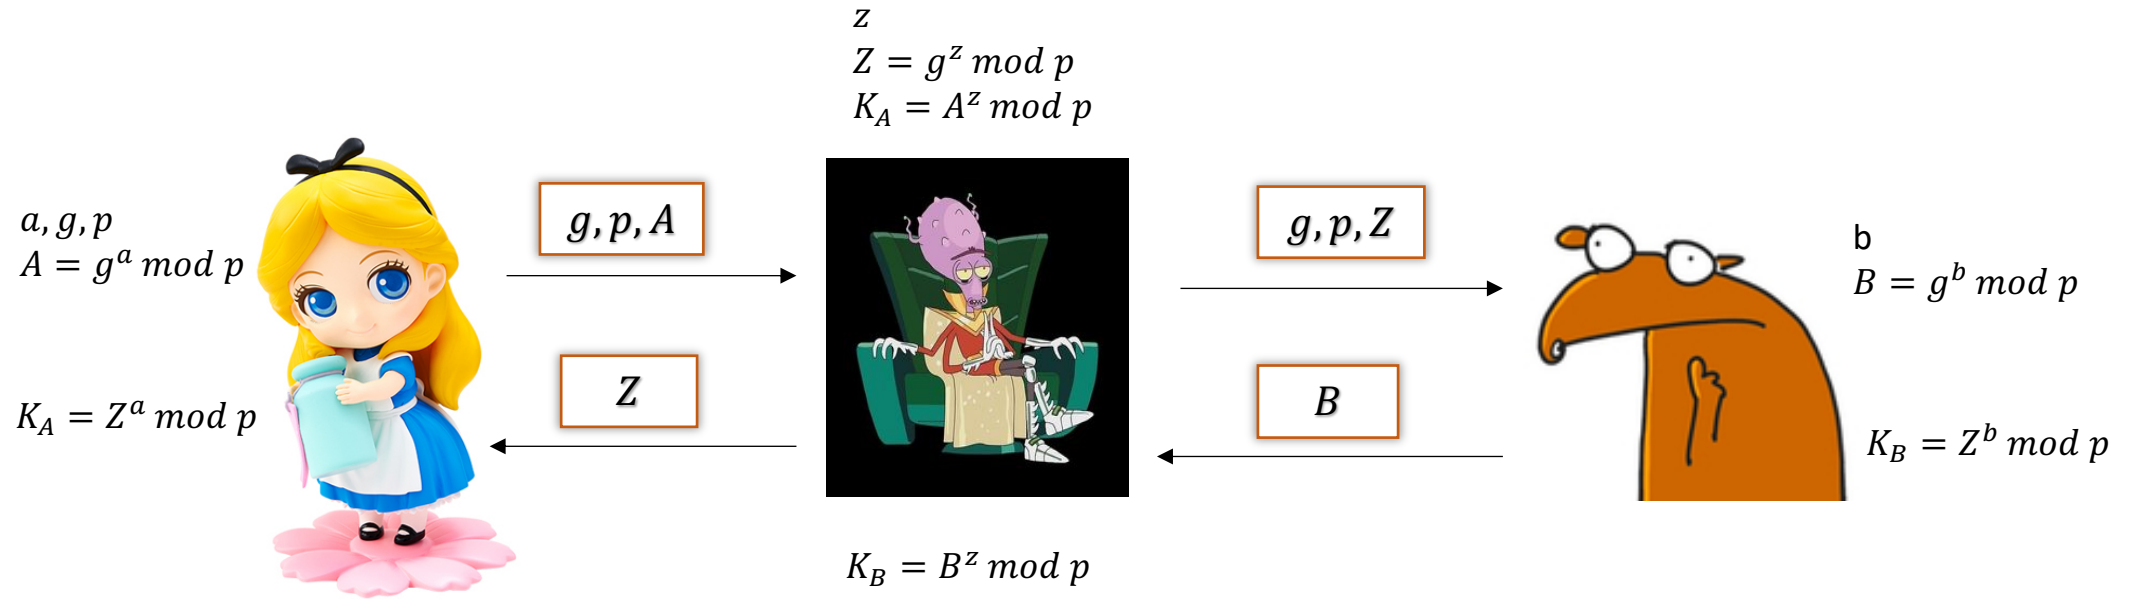 z
Z = g^z mod p
K_A = A^z mod p
a, g, p
A = g^a mod p
g, p, A
g, p, Z
b
B = g^b mod p
Z
B
K_A = Z^a mod p
K_B = Z^b mod p
K_B = B^z mod p